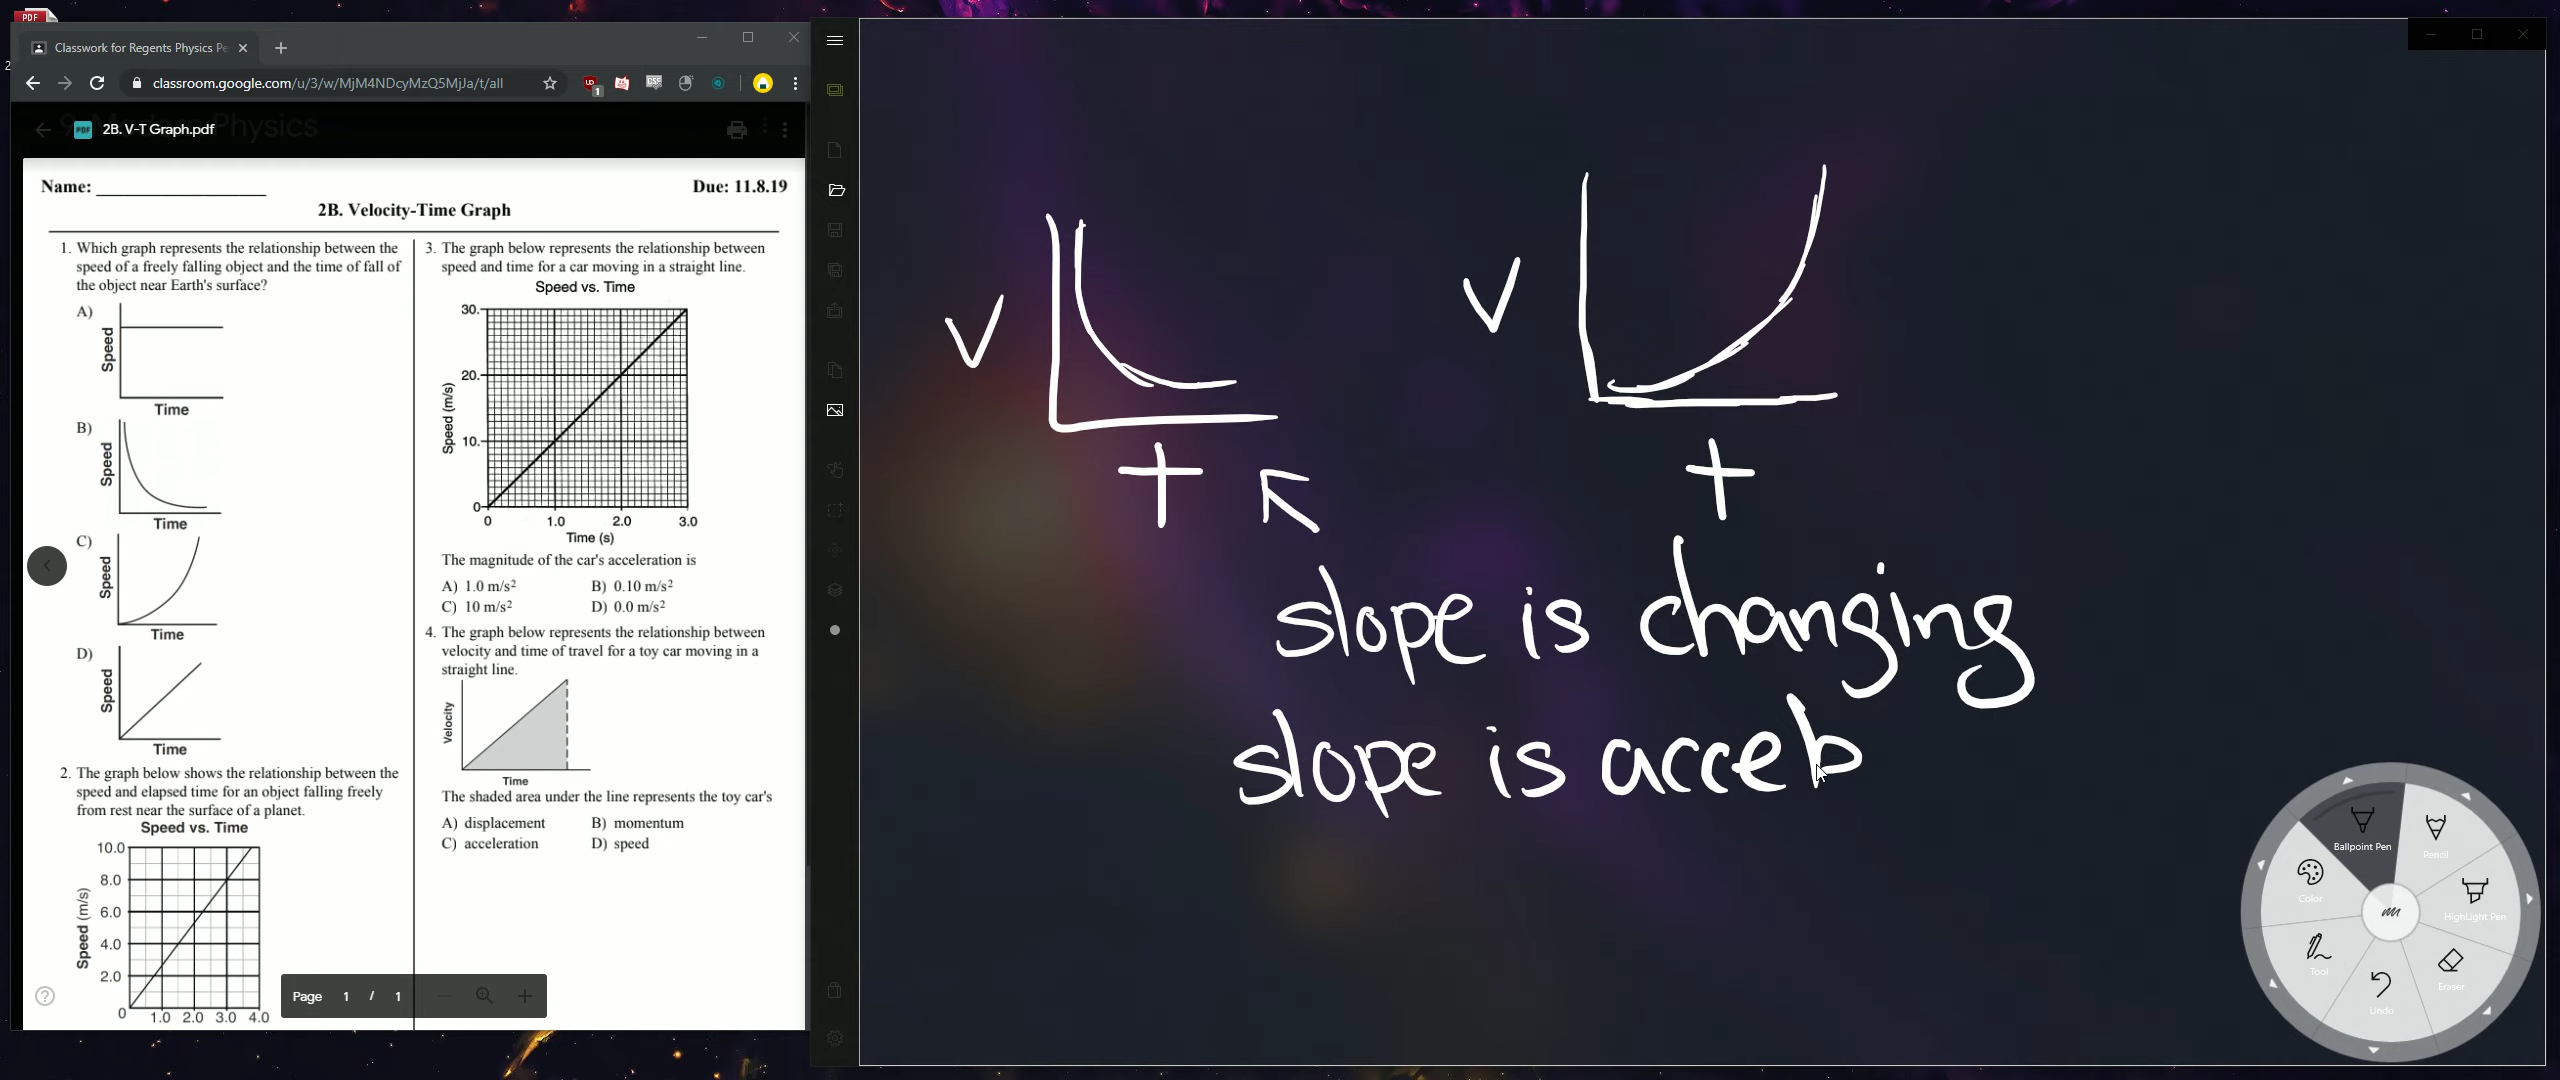 PDF
Classwork for Regents Physics Pe
classroom.google.com/u/3/w/MjM4NDcyMzQ5MjJa/t/all
1
PDF
2B. V-T Graph.pdf
Physics
Name:
Due: 11.8.19
2B. Velocity-Time Graph
1. Which graph represents the relationship between the
speed of a freely falling object and the time of fall of
the object near Earth's surface?
A)
Speed
Time
B)
Speed
Time
C)
Speed
Time
D)
Speed
Time
2. The graph below shows the relationship between the
speed and elapsed time for an object falling freely
from rest near the surface of a planet.
Speed vs. Time
Speed (m/s)
10.0
8.0
6.0
4.0
2.0
0
1.0 2.0 3.0 4.0
3. The graph below represents the relationship between
speed and time for a car moving in a straight line.
Speed vs. Time
Speed (m/s)
30.
20.
10.
0
0 1.0 2.0 3.0
Time (s)
The magnitude of the car's acceleration is
A) 1.0 m/s² B) 0.10 m/s²
C) 10 m/s² D) 0.0 m/s²
4. The graph below represents the relationship between
velocity and time of travel for a toy car moving in a
straight line.
Velocity
Time
The shaded area under the line represents the toy car's
A) displacement B) momentum
C) acceleration D) speed
Page 1 / 1
V
t
V
t
slope is changing
slope is acceb
Ballpoint Pen
Pencil
HighLight Pen
Eraser
Undo
Tool
Color